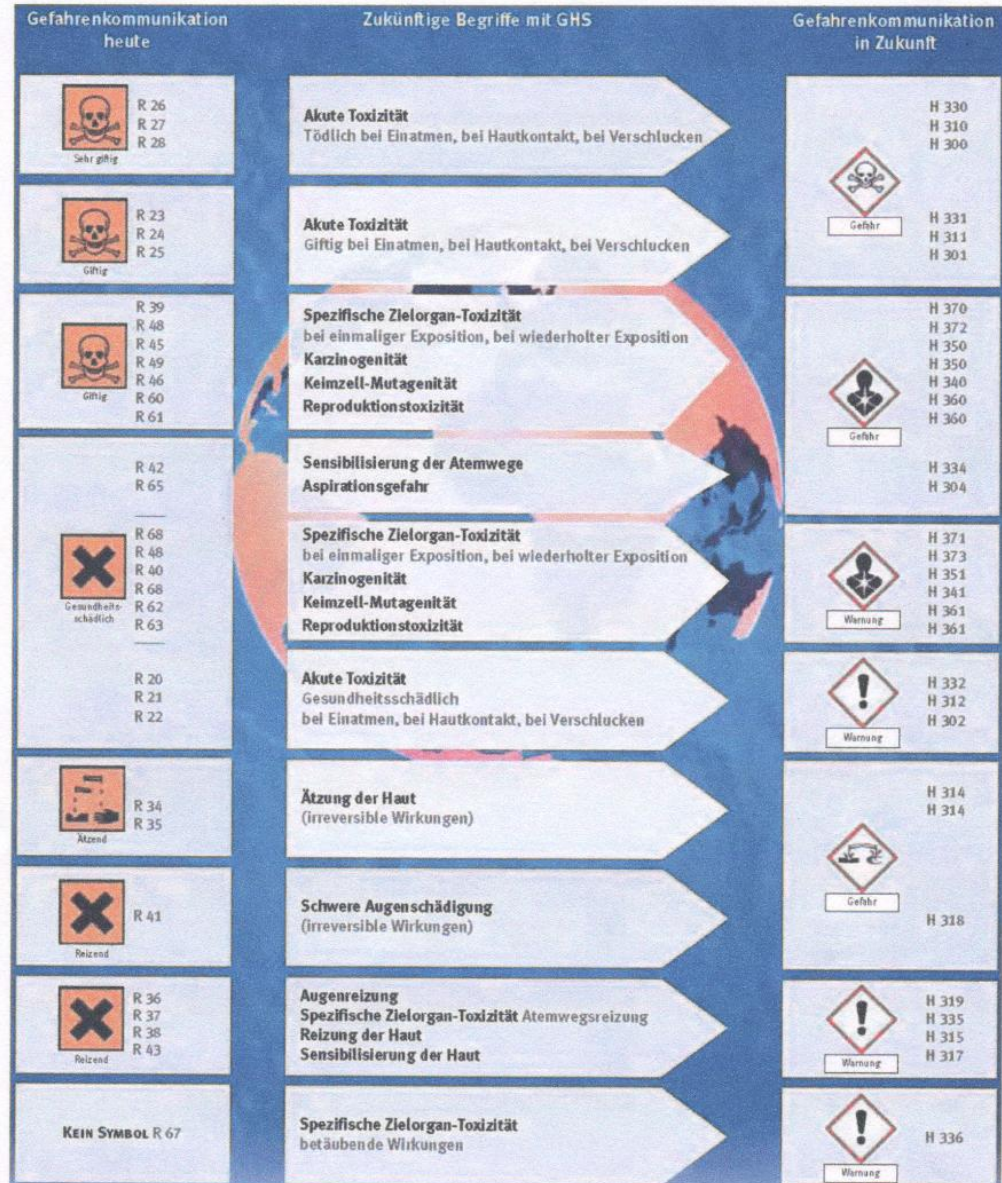 Gefahrenkommunikation
heute
Zukünftige Begriffe mit GHS
Gefahrenkommunikation
in Zukunft
R 26
R 27
R 28
Sehr giftig
Akute Toxizität
Tödlich bei Einatmen, bei Hautkontakt, bei Verschlucken
H 330
H 310
H 300
Gefahr
R 23
R 24
R 25
Giftig
Akute Toxizität
Giftig bei Einatmen, bei Hautkontakt, bei Verschlucken
H 331
H 311
H 301
R 39
R 48
R 45
R 49
R 46
R 60
R 61
Giftig
Spezifische Zielorgan-Toxizität
bei einmaliger Exposition, bei wiederholter Exposition
Karzinogenität
Keimzell-Mutagenität
Reproduktionstoxizität
H 370
H 372
H 350
H 350
H 340
H 360
H 360
Gefahr
R 42
R 65
Sensibilisierung der Atemwege
Aspirationsgefahr
H 334
H 304
R 68
R 48
R 40
R 68
R 62
R 63
Gesundheits-
schädlich
Spezifische Zielorgan-Toxizität
bei einmaliger Exposition, bei wiederholter Exposition
Karzinogenität
Keimzell-Mutagenität
Reproduktionstoxizität
H 371
H 373
H 351
H 341
H 361
H 361
Warnung
R 20
R 21
R 22
Akute Toxizität
Gesundheitsschädlich
bei Einatmen, bei Hautkontakt, bei Verschlucken
H 332
H 312
H 302
Warnung
R 34
R 35
Ätzend
Ätzung der Haut
(irreversible Wirkungen)
H 314
H 314
Gefahr
R 41
Reizend
Schwere Augenschädigung
(irreversible Wirkungen)
H 318
R 36
R 37
R 38
R 43
Reizend
Augenreizung
Spezifische Zielorgan-Toxizität Atemwegsreizung
Reizung der Haut
Sensibilisierung der Haut
H 319
H 335
H 315
H 317
Warnung
KEIN SYMBOL R 67
Spezifische Zielorgan-Toxizität
betäubende Wirkungen
H 336
Warnung